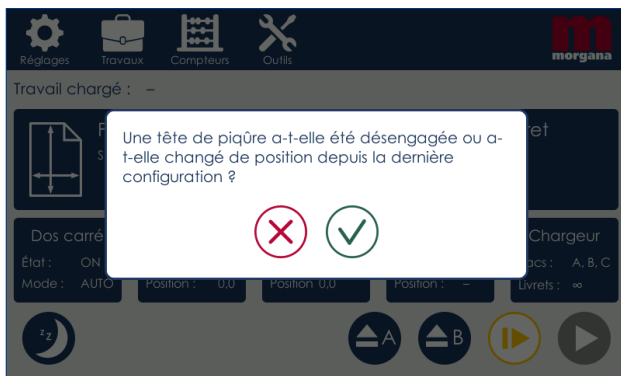 Réglages
Travaux
Compteurs
Outils
morgana
Travail chargé : –
Une tête de piqûre a-t-elle été désengagée ou a-
t-elle changé de position depuis la dernière
configuration ?
Dos carré
Chargeur
État : ON
A, B, C
Mode : AUTO
Position : 0,0
Position 0,0
Position : –
Livrets : ∞
z z
A
B